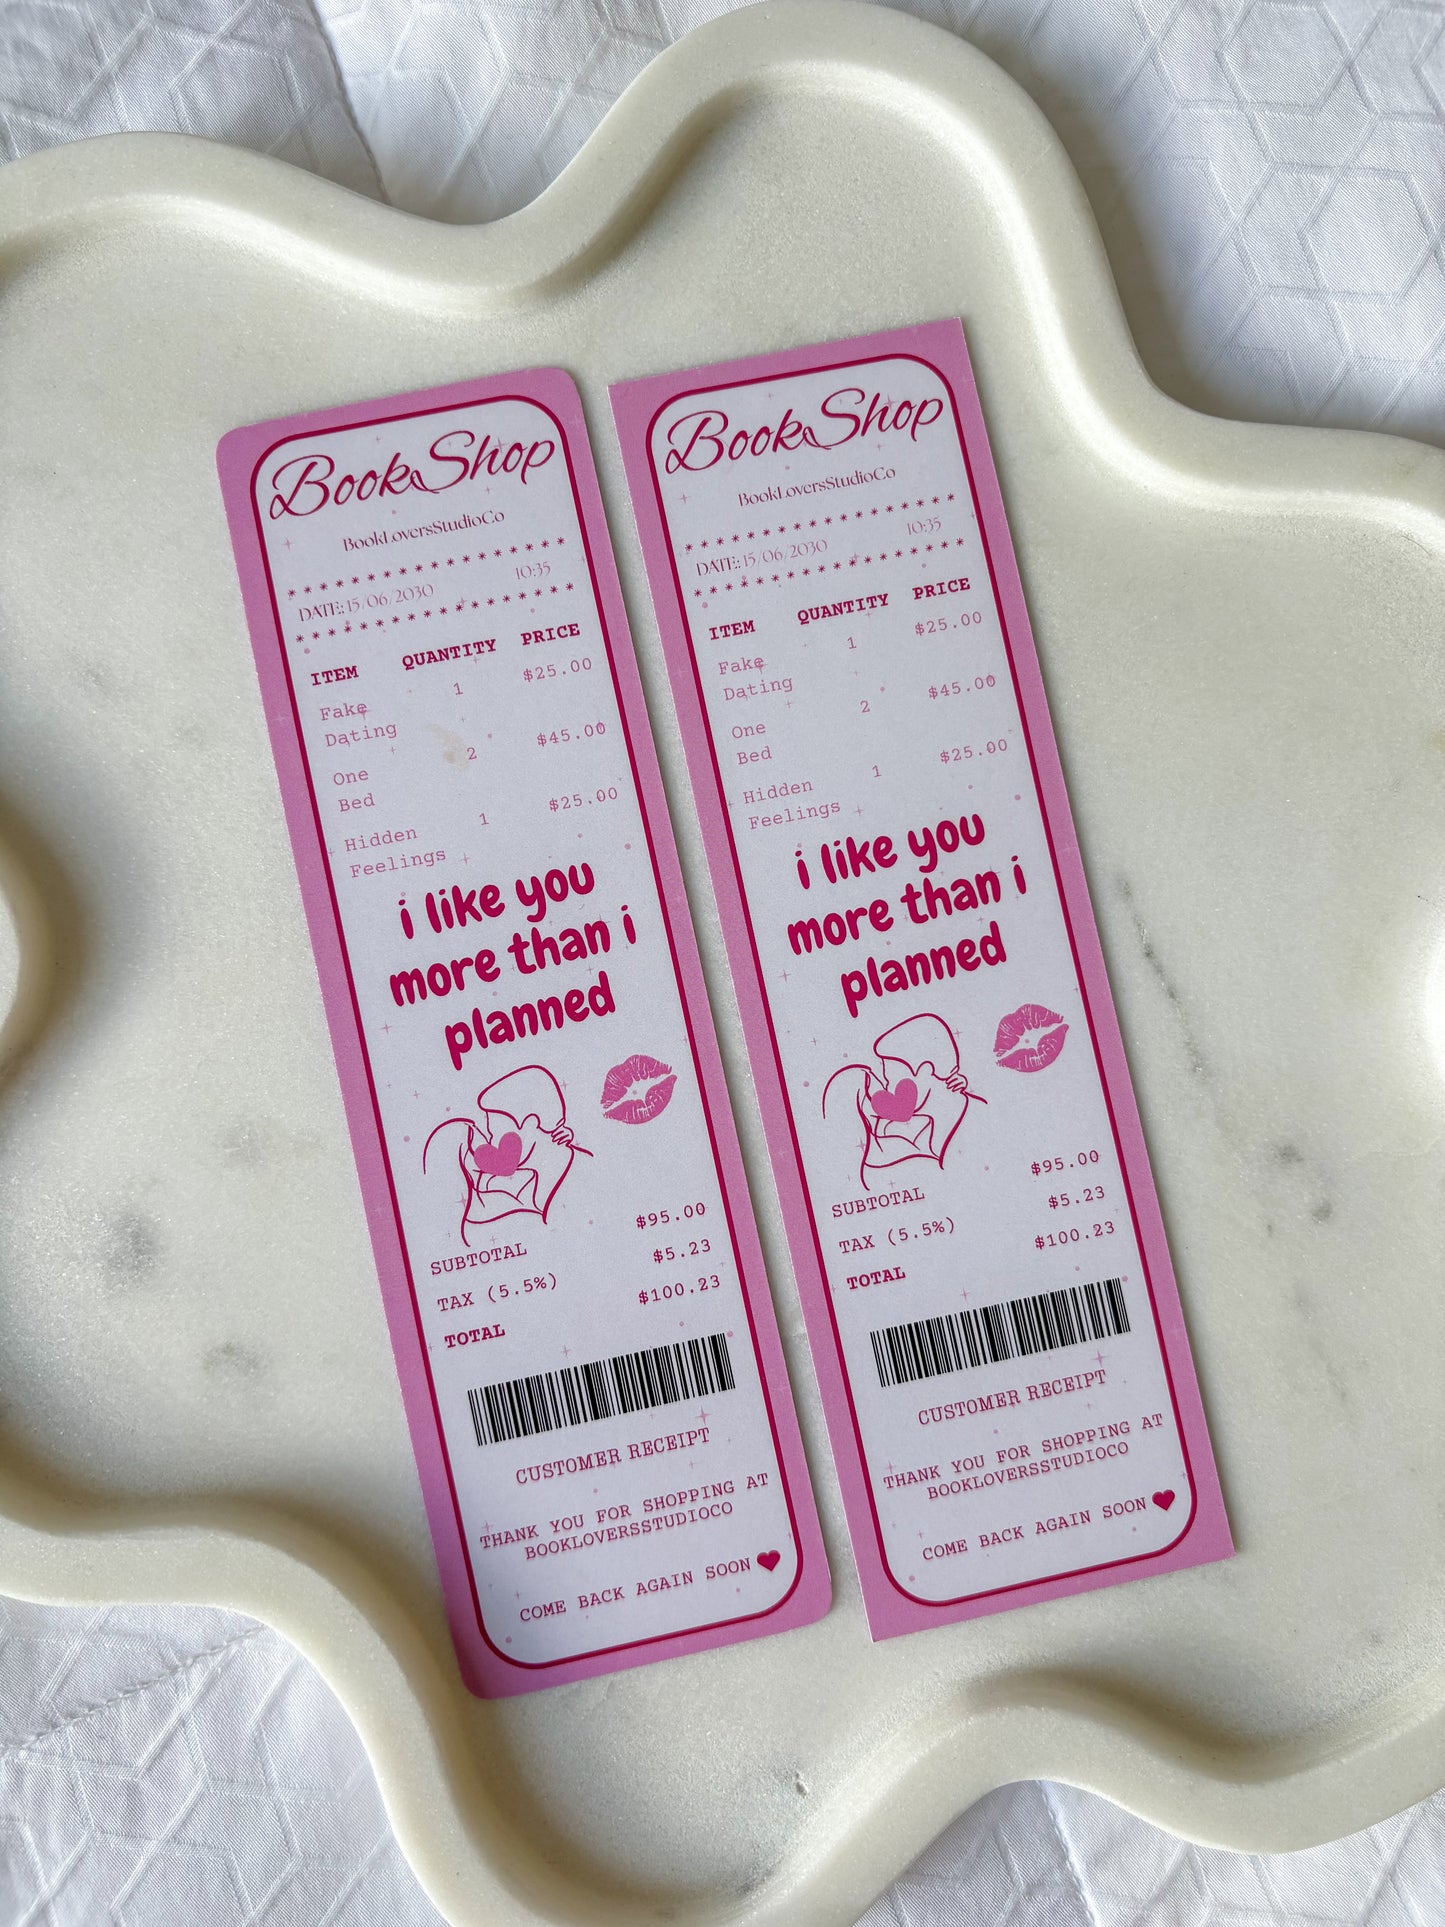 BookShop
BookLoversStudioCo
* * * * * * * * * * * * * * * * * *
DATE: 15/06/2030 10:35
* * * * * * * * * * * * * * * * * *
ITEM QUANTITY PRICE
Fake 1 $25.00
Dating
One 2 $45.00
Bed
Hidden 1 $25.00
Feelings
i like you
more than i
planned
SUBTOTAL $95.00
TAX (5.5%) $5.23
TOTAL $100.23
CUSTOMER RECEIPT
THANK YOU FOR SHOPPING AT
BOOKLOVERSSTUDIOCO
COME BACK AGAIN SOON ♥
BookShop
BookLoversStudioCo
* * * * * * * * * * * * * * * * * *
DATE: 15/06/2030 10:35
* * * * * * * * * * * * * * * * * *
ITEM QUANTITY PRICE
Fake 1 $25.00
Dating
One 2 $45.00
Bed
Hidden 1 $25.00
Feelings
i like you
more than i
planned
SUBTOTAL $95.00
TAX (5.5%) $5.23
TOTAL $100.23
CUSTOMER RECEIPT
THANK YOU FOR SHOPPING AT
BOOKLOVERSSTUDIOCO
COME BACK AGAIN SOON ♥